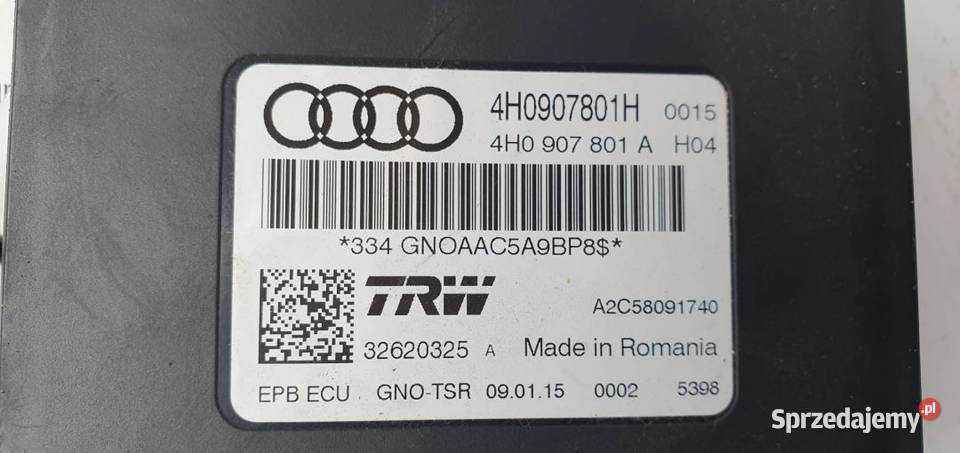 4H0907801H 0015
4H0 907 801 A H04
*334 GNOAAC5A9BP8$*
TRW A2C58091740
32620325 A Made in Romania
EPB ECU GNO-TSR 09.01.15 0002 5398
Sprzedajemy.pl